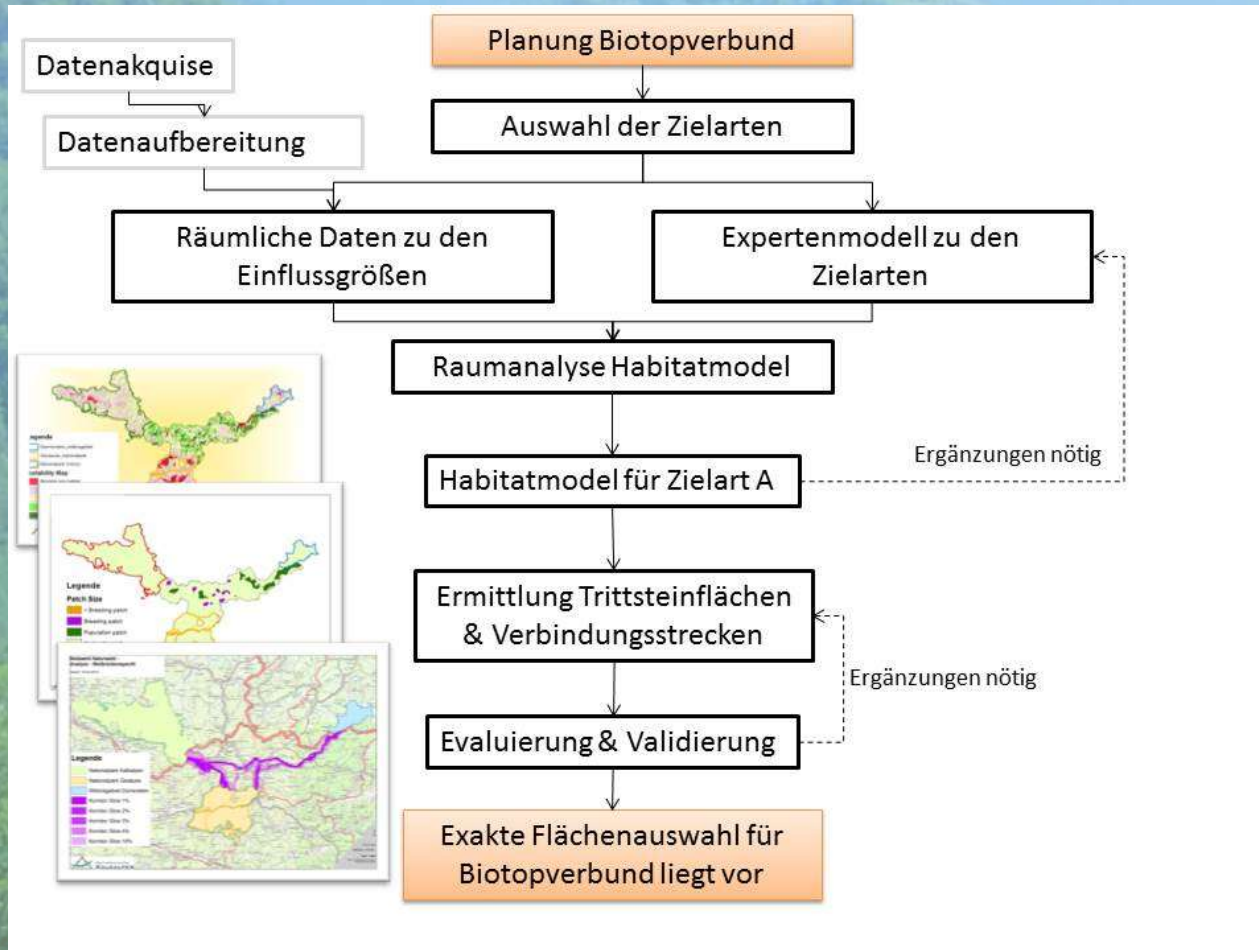 Planung Biotopverbund
Datenakquise
Auswahl der Zielarten
Datenaufbereitung
Räumliche Daten zu den
Einflussgrößen
Expertenmodell zu den
Zielarten
Raumanalyse Habitatmodel
Ergänzungen nötig
Habitatmodel für Zielart A
Ermittlung Trittsteinflächen
& Verbindungsstrecken
Ergänzungen nötig
Evaluierung & Validierung
Exakte Flächenauswahl für
Biotopverbund liegt vor
Legende
Patch Size
Breeding patch
Population patch
Legende